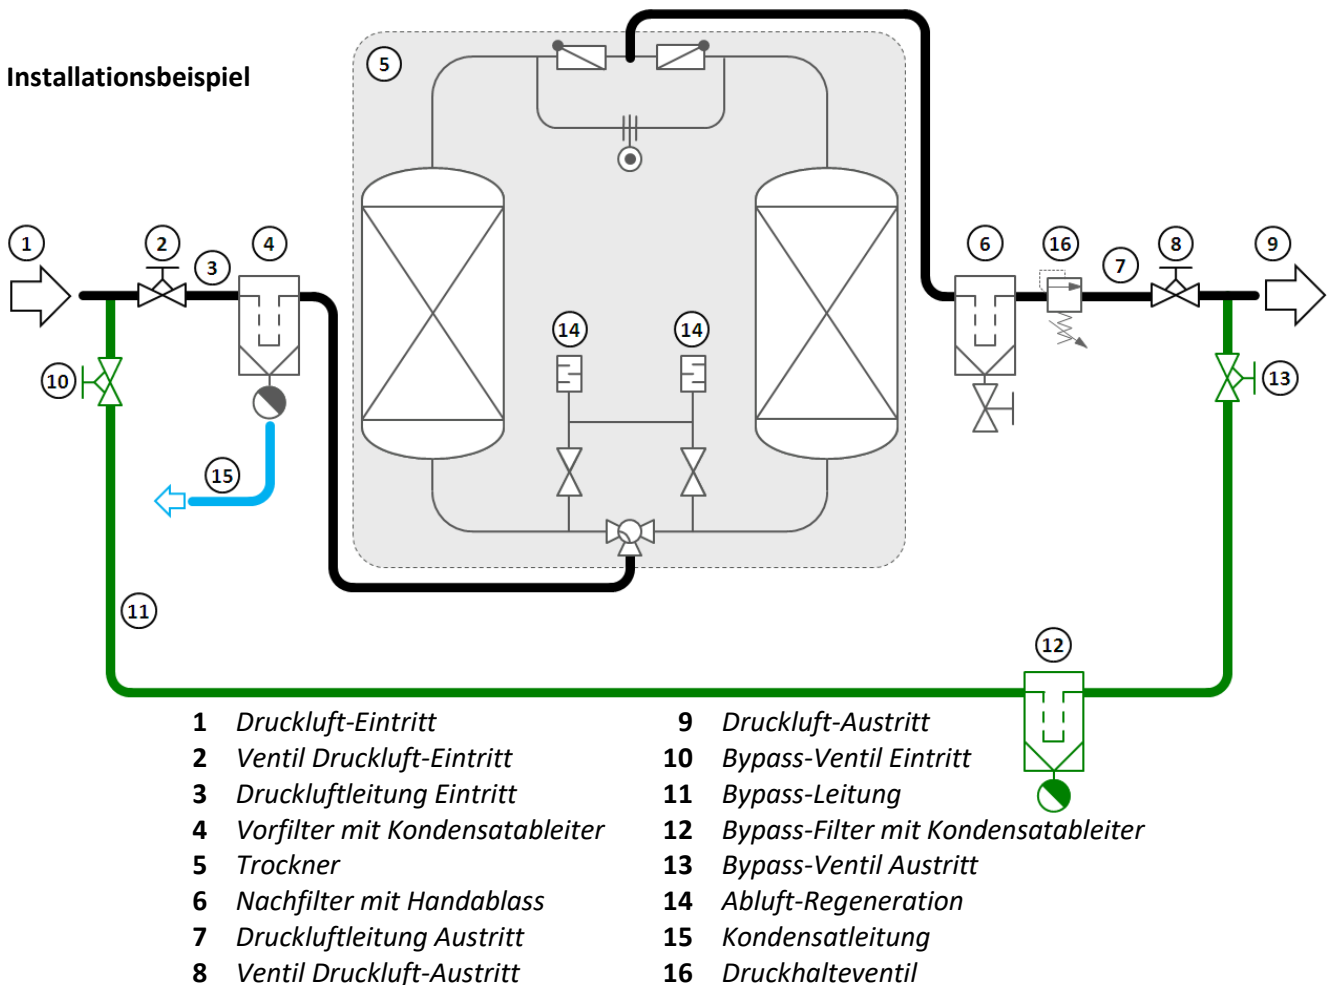 Installationsbeispiel
5
1
2
3
4
6
16
7
8
9
14
14
10
13
15
11
12
1 Druckluft-Eintritt
2 Ventil Druckluft-Eintritt
3 Druckluftleitung Eintritt
4 Vorfilter mit Kondensatableiter
5 Trockner
6 Nachfilter mit Handablass
7 Druckluftleitung Austritt
8 Ventil Druckluft-Austritt
9 Druckluft-Austritt
10 Bypass-Ventil Eintritt
11 Bypass-Leitung
12 Bypass-Filter mit Kondensatableiter
13 Bypass-Ventil Austritt
14 Abluft-Regeneration
15 Kondensatleitung
16 Druckhalteventil